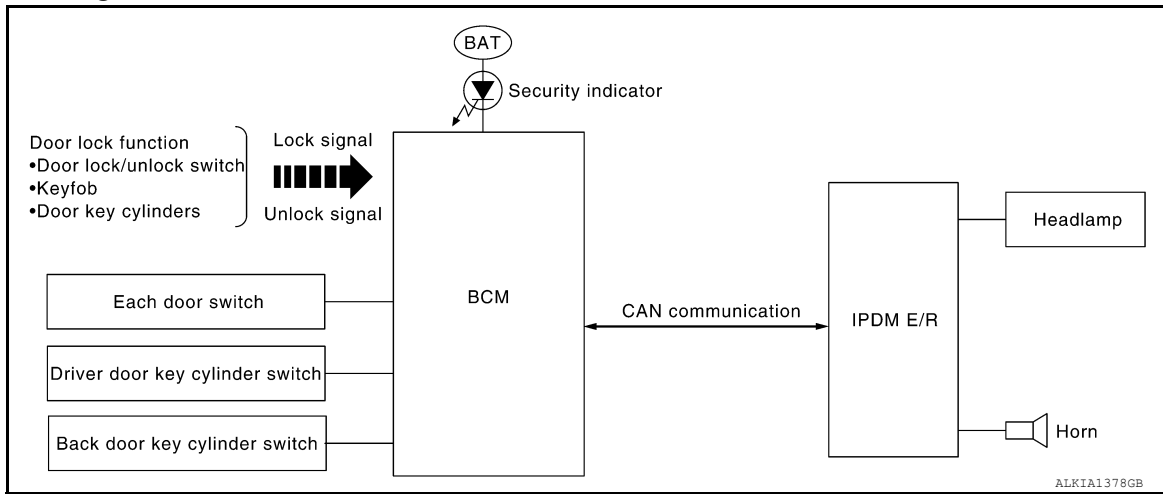 BAT
Security indicator
Door lock function
•Door lock/unlock switch
•Keyfob
•Door key cylinders
Lock signal
Unlock signal
Each door switch
Driver door key cylinder switch
Back door key cylinder switch
BCM
CAN communication
IPDM E/R
Headlamp
Horn
ALKIA1378GB